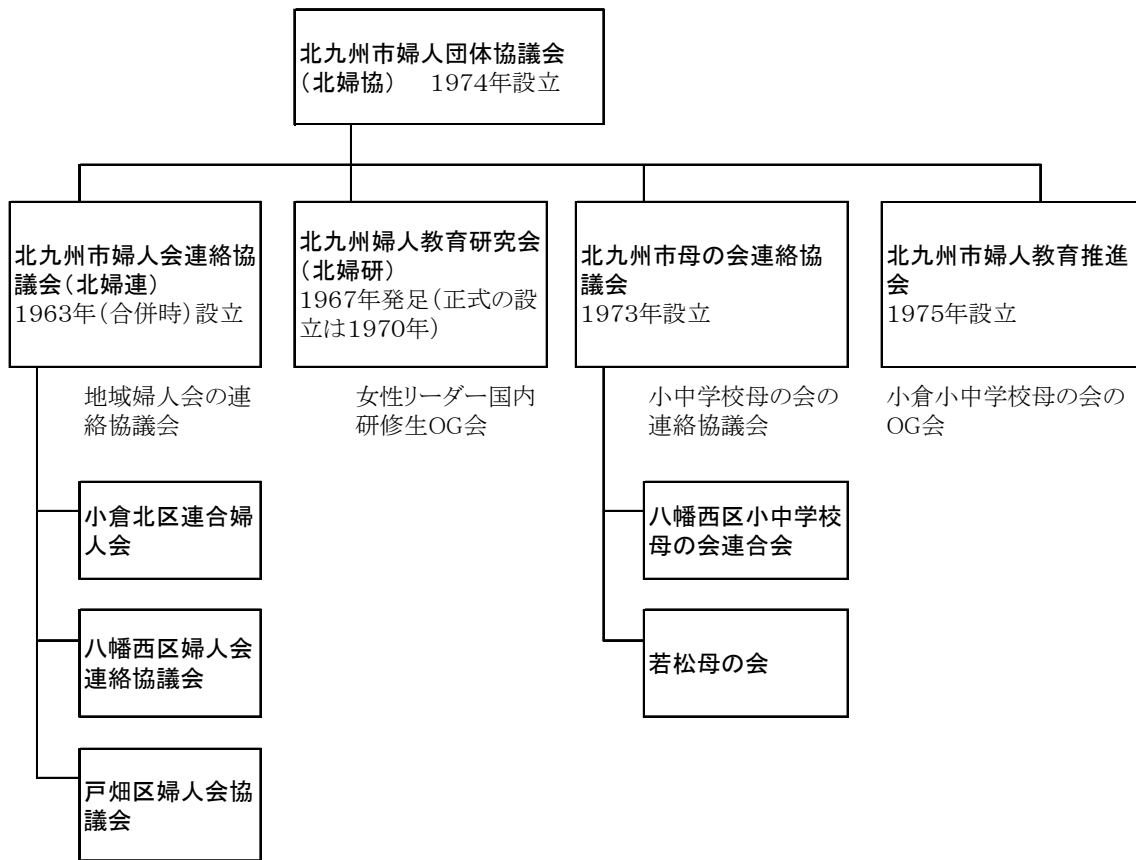 北九州市婦人団体協議会
(北婦協)　1974年設立
北九州市婦人会連絡協
議会(北婦連)
1963年(合併時)設立
北九州婦人教育研究会
(北婦研)
1967年発足(正式の設
立は1970年)
北九州市母の会連絡協
議会
1973年設立
北九州市婦人教育推進
会
1975年設立
地域婦人会の連
絡協議会
女性リーダー国内
研修生OG会
小中学校母の会の
連絡協議会
小倉小中学校母の会の
OG会
小倉北区連合婦
人会
八幡西区婦人会
連絡協議会
戸畑区婦人会協
議会
八幡西区小中学校
母の会連合会
若松母の会